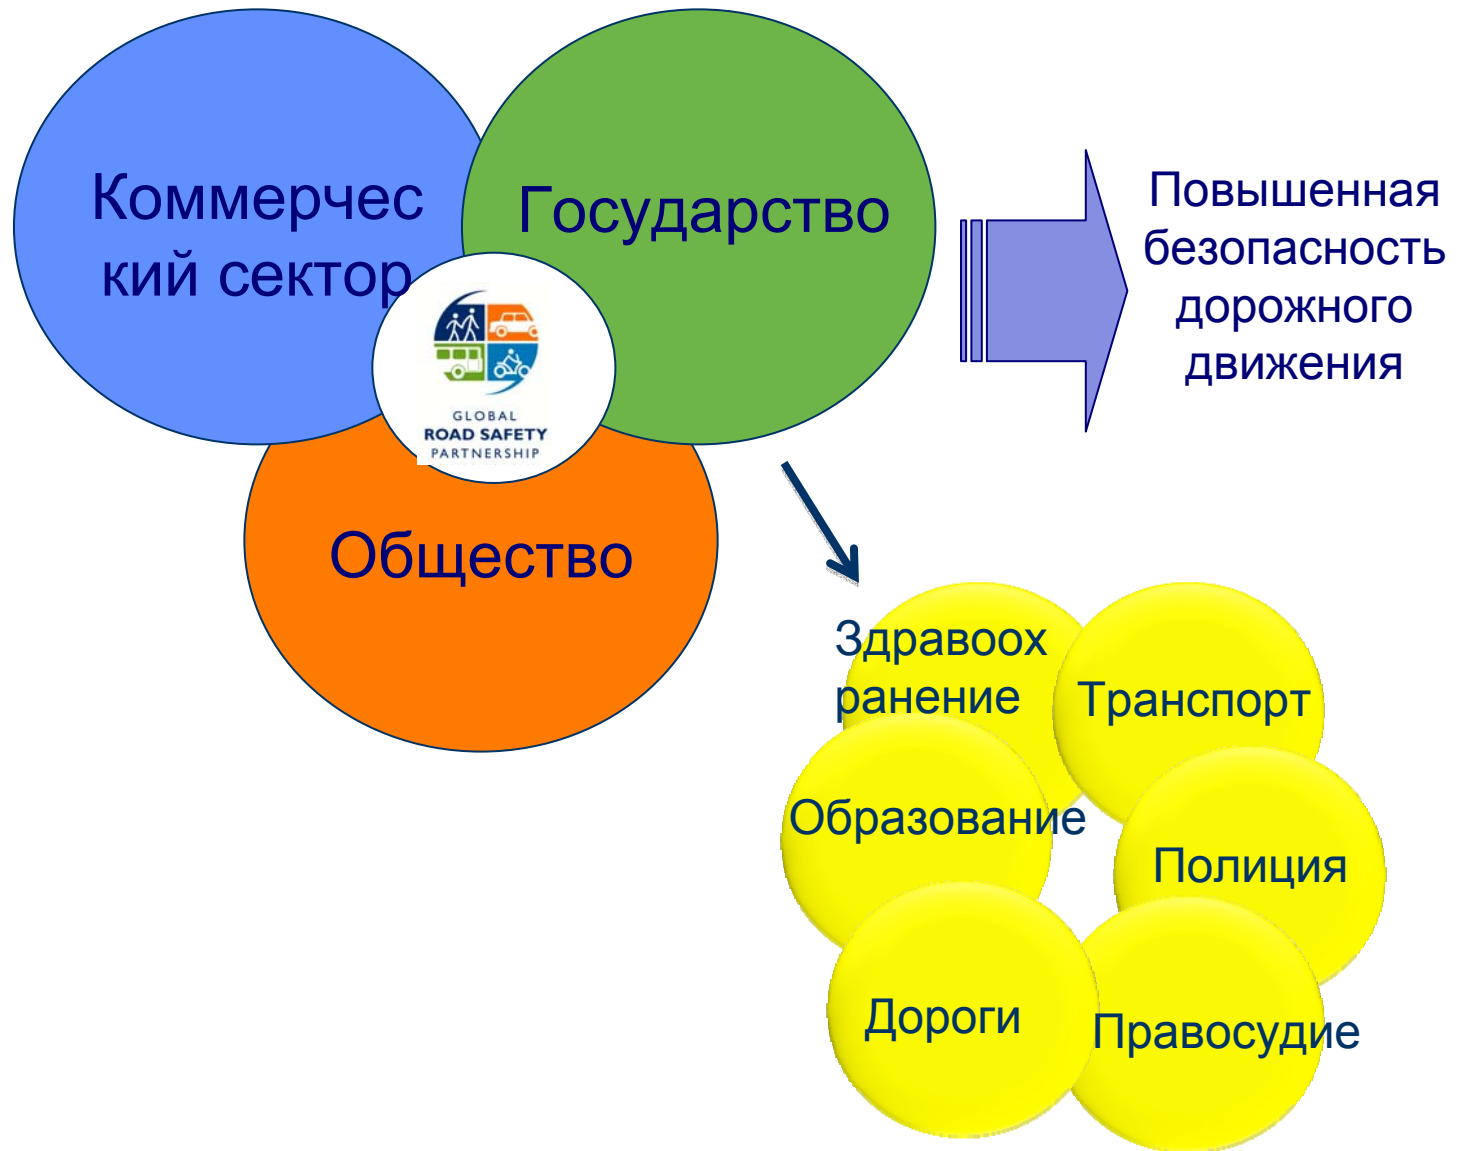 Коммерчес
кий сектор
Государство
GLOBAL
ROAD SAFETY
PARTNERSHIP
Общество
Повышенная
безопасность
дорожного
движения
Здравоох
ранение
Транспорт
Образование
Полиция
Дороги
Правосудие